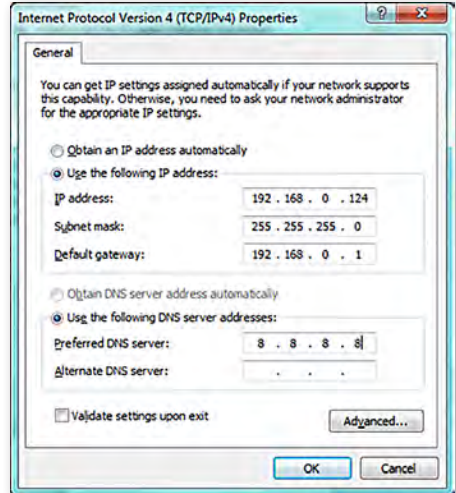 Internet Protocol Version 4 (TCP/IPv4) Properties
?
General
You can get IP settings assigned automatically if your network supports
this capability. Otherwise, you need to ask your network administrator
for the appropriate IP settings.
Obtain an IP address automatically
Use the following IP address:
IP address: 192 . 168 . 0 . 124
Subnet mask: 255 . 255 . 255 . 0
Default gateway: 192 . 168 . 0 . 1
Obtain DNS server address automatically
Use the following DNS server addresses:
Preferred DNS server: 8 . 8 . 8 . 8
Alternate DNS server: . . .
Validate settings upon exit
Advanced...
OK Cancel